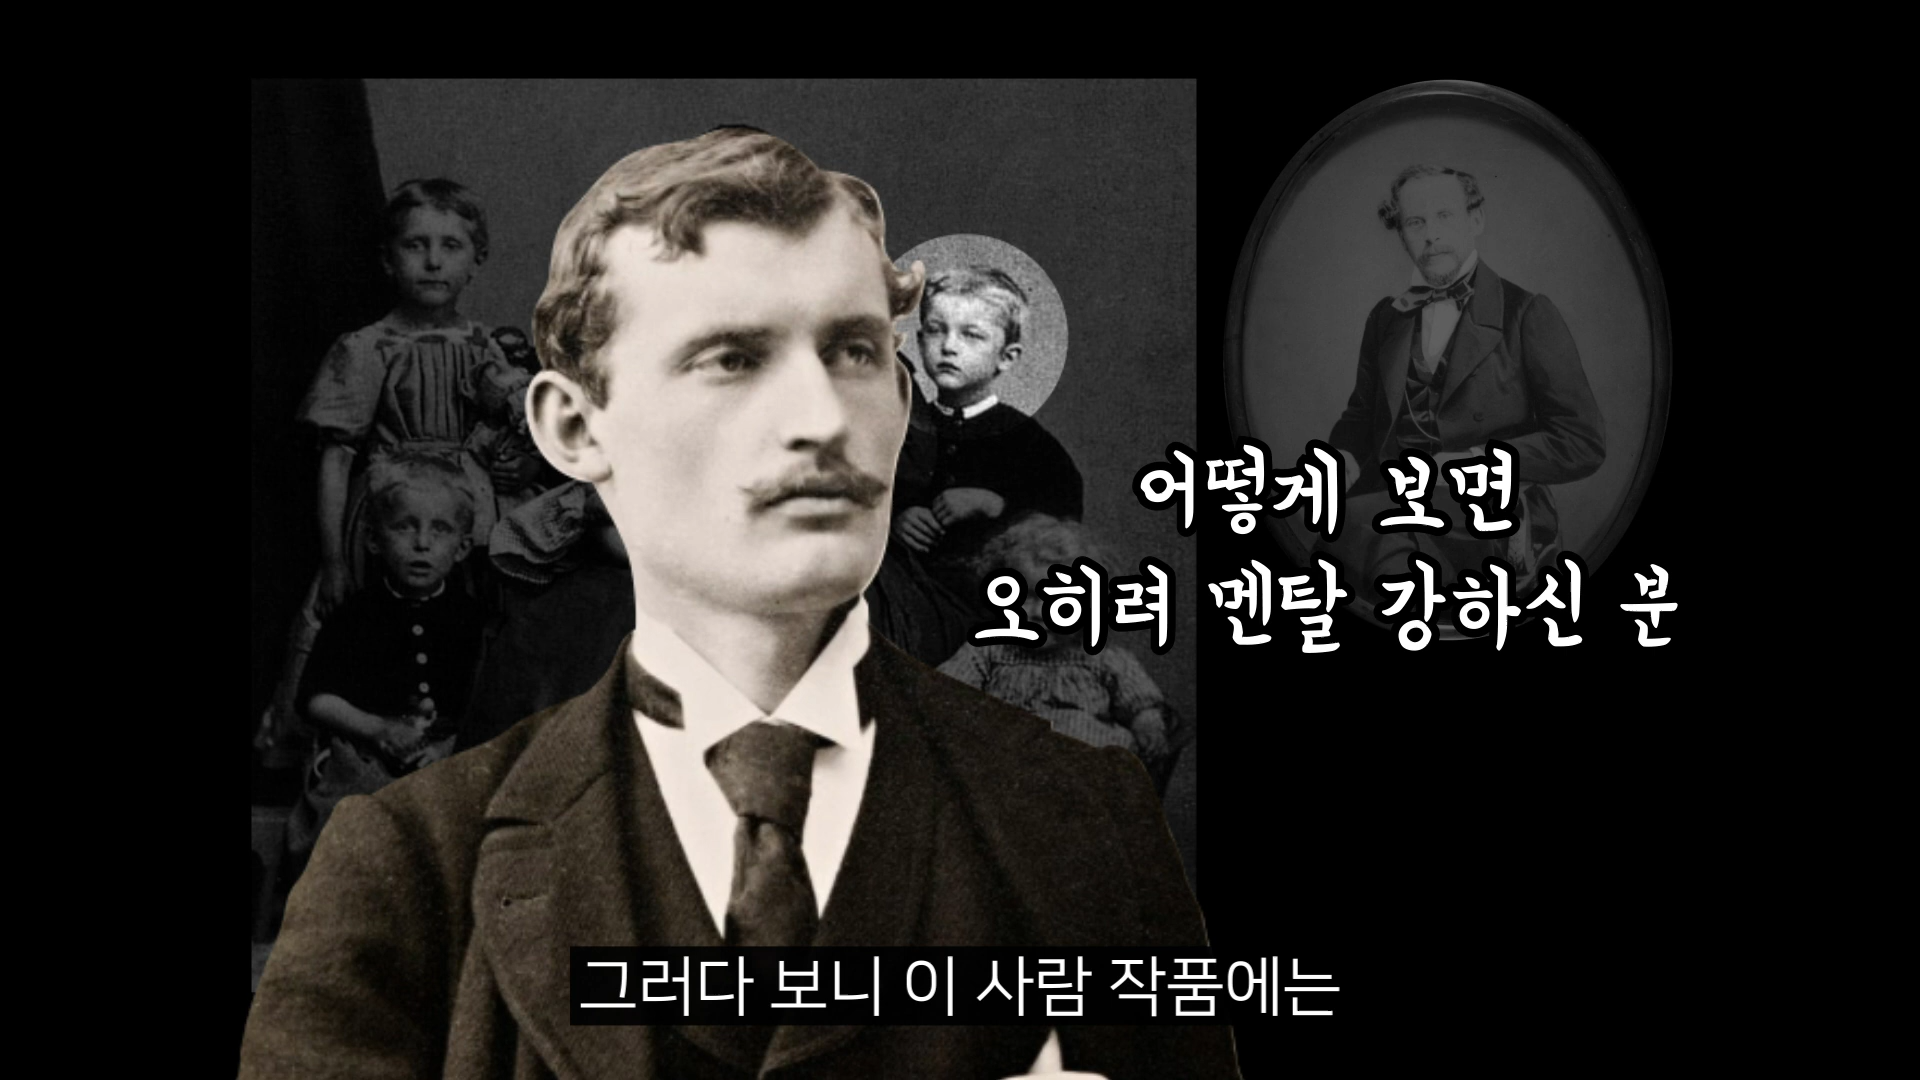 어떻게 보면
오히려 멘탈 강하신 분
그러다 보니 이 사람 작품에는